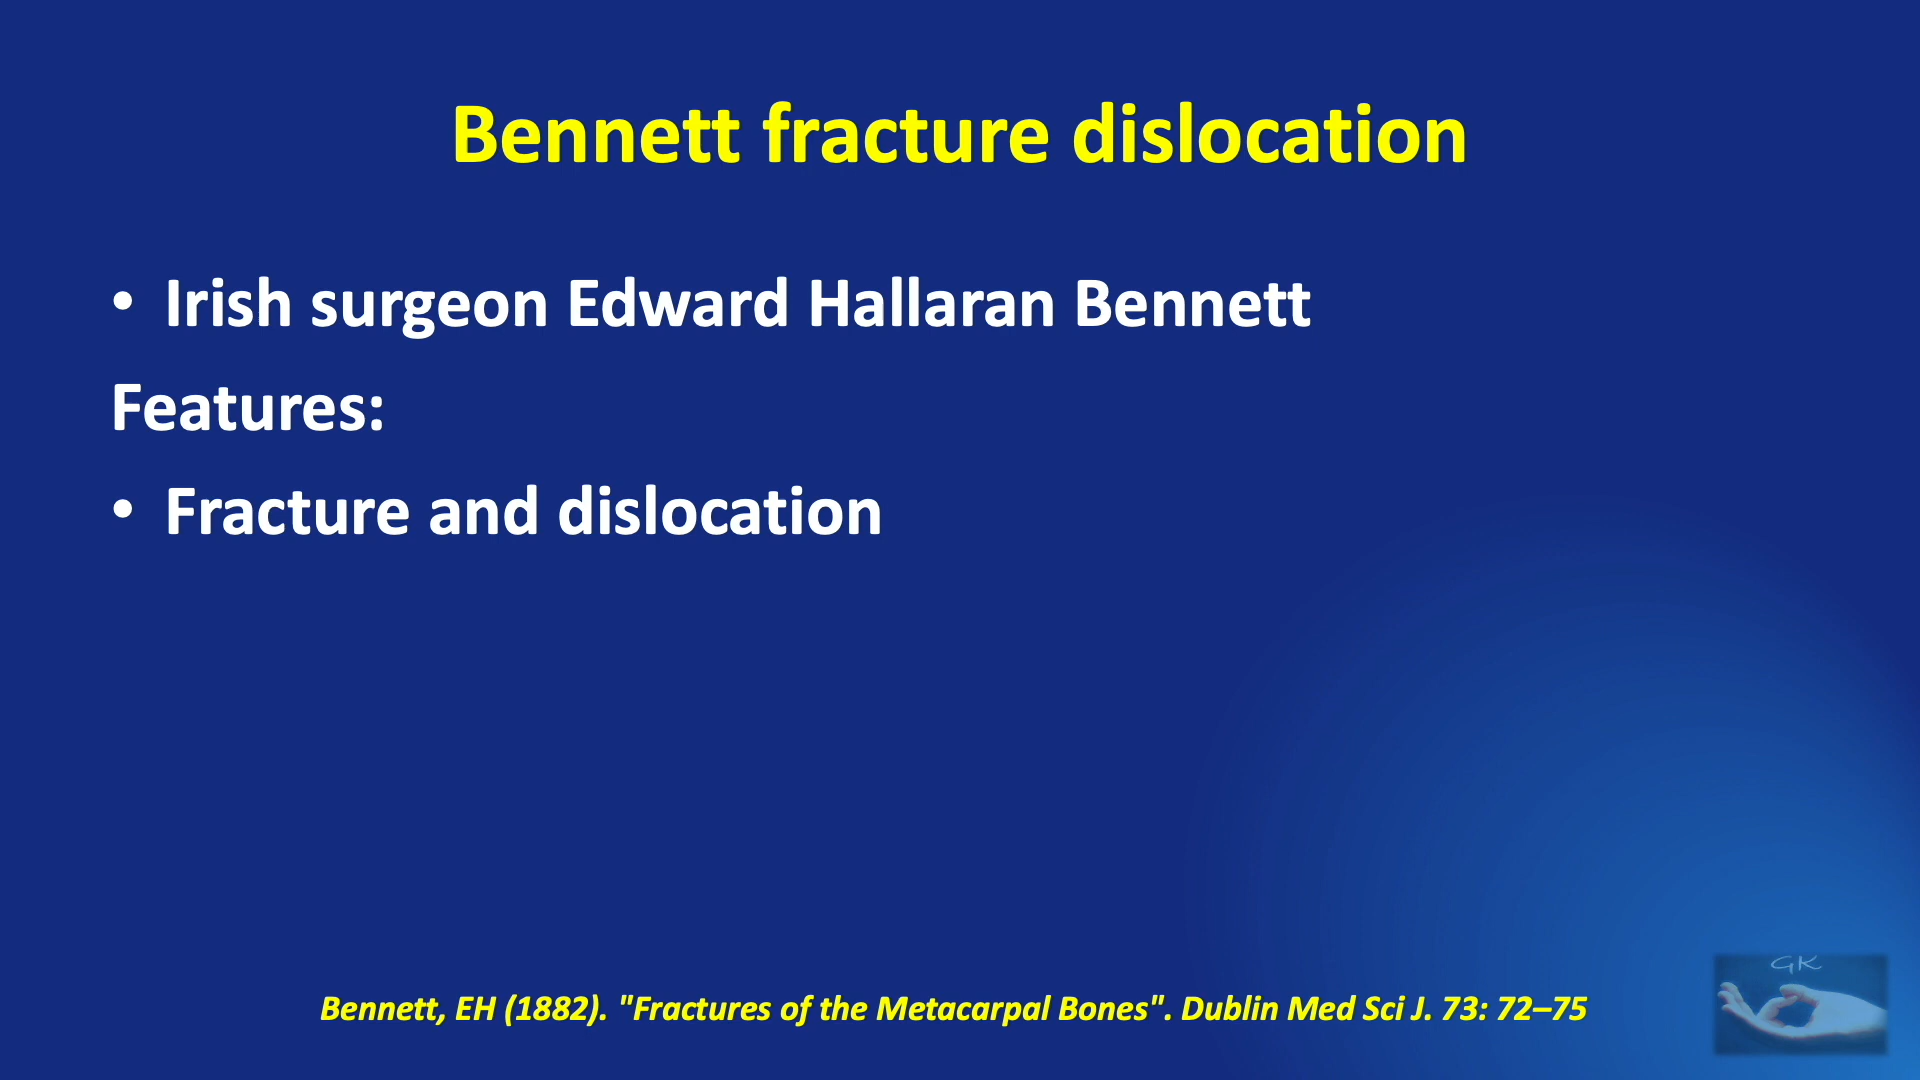 Bennett fracture dislocation
• Irish surgeon Edward Hallaran Bennett
Features:
• Fracture and dislocation
Bennett, EH (1882). "Fractures of the Metacarpal Bones". Dublin Med Sci J. 73: 72–75
GK